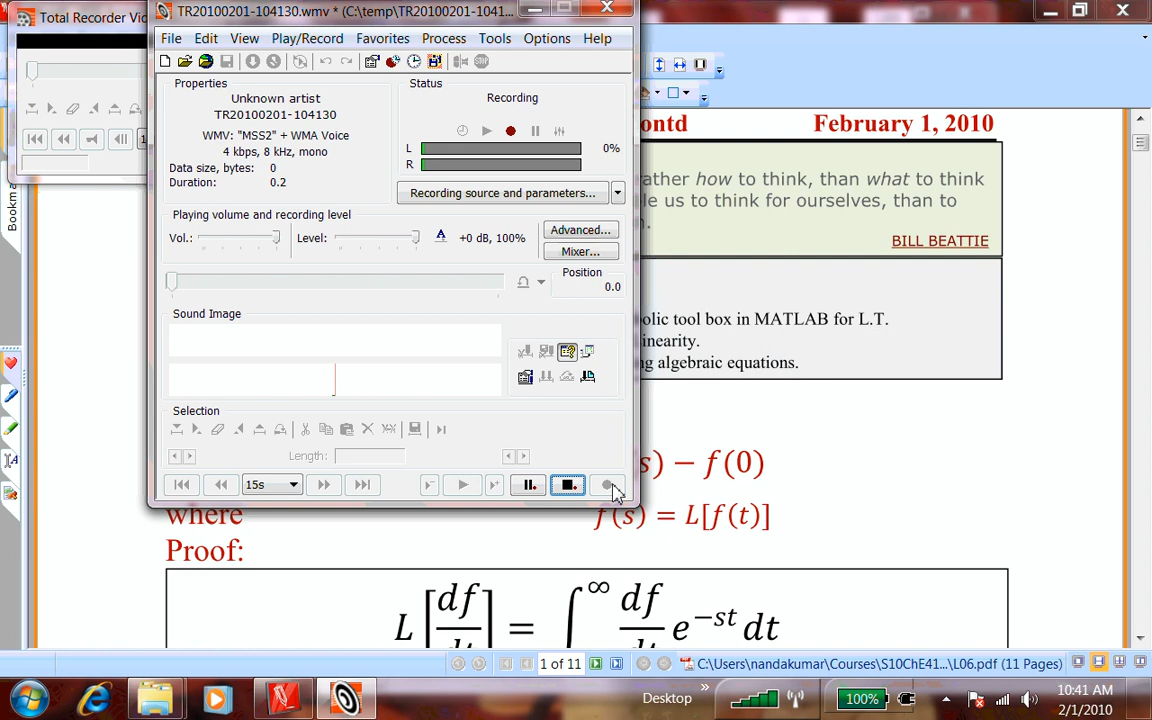 Total Recorder Vid
TR20100201-104130.wmv * (C:\temp\TR20100201-1041...
File Edit View Play/Record Favorites Process Tools Options Help
Properties
Unknown artist
TR20100201-104130
WMV: "MSS2" + WMA Voice
4 kbps, 8 kHz, mono
Data size, bytes: 0
Duration: 0.2
Status
Recording
L 0%
R
Recording source and parameters...
Playing volume and recording level
Vol.: Level: +0 dB, 100%
Advanced...
Mixer...
Position
0.0
Sound Image
Selection
Length:
15s
Bookma
ontd February 1, 2010
ather how to think, than what to think
le us to think for ourselves, than to
n.
BILL BEATTIE
olic tool box in MATLAB for L.T.
inearity.
g algebraic equations.
s) − f(0)
where f(s) = L[f(t)]
Proof:
L [df/dt] = ∫ ∞ df/dt e−st dt
1 of 11 C:\Users\nandakumar\Courses\S10ChE41...\L06.pdf (11 Pages)
Desktop » 100% 10:41 AM
2/1/2010